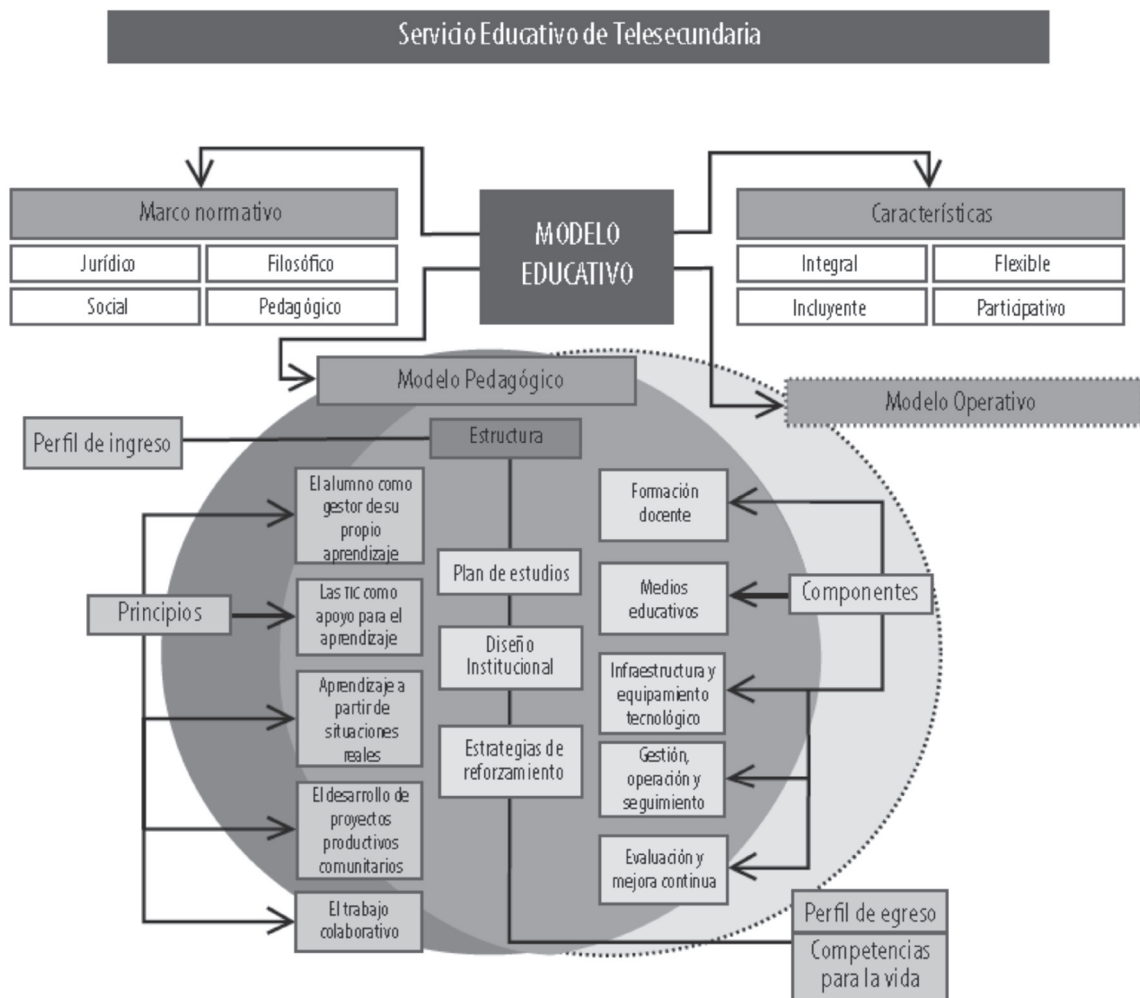 Servicio Educativo de Telesecundaria
MODELO
EDUCATIVO
Marco normativo
Jurídico
Filosófico
Social
Pedagógico
Características
Integral
Flexible
Incluyente
Participativo
Modelo Pedagógico
Modelo Operativo
Perfil de ingreso
Estructura
Principios
El alumno como
gestor de su
propio
aprendizaje
Las TIC como
apoyo para el
aprendizaje
Aprendizaje a
partir de
situaciones
reales
El desarrollo de
proyectos
productivos
comunitarios
El trabajo
colaborativo
Plan de estudios
Diseño
Institucional
Estrategias de
reforzamiento
Formación
docente
Medios
educativos
Infraestructura y
equipamiento
tecnológico
Gestión,
operación y
seguimiento
Evaluación y
mejora continua
Componentes
Perfil de egreso
Competencias
para la vida